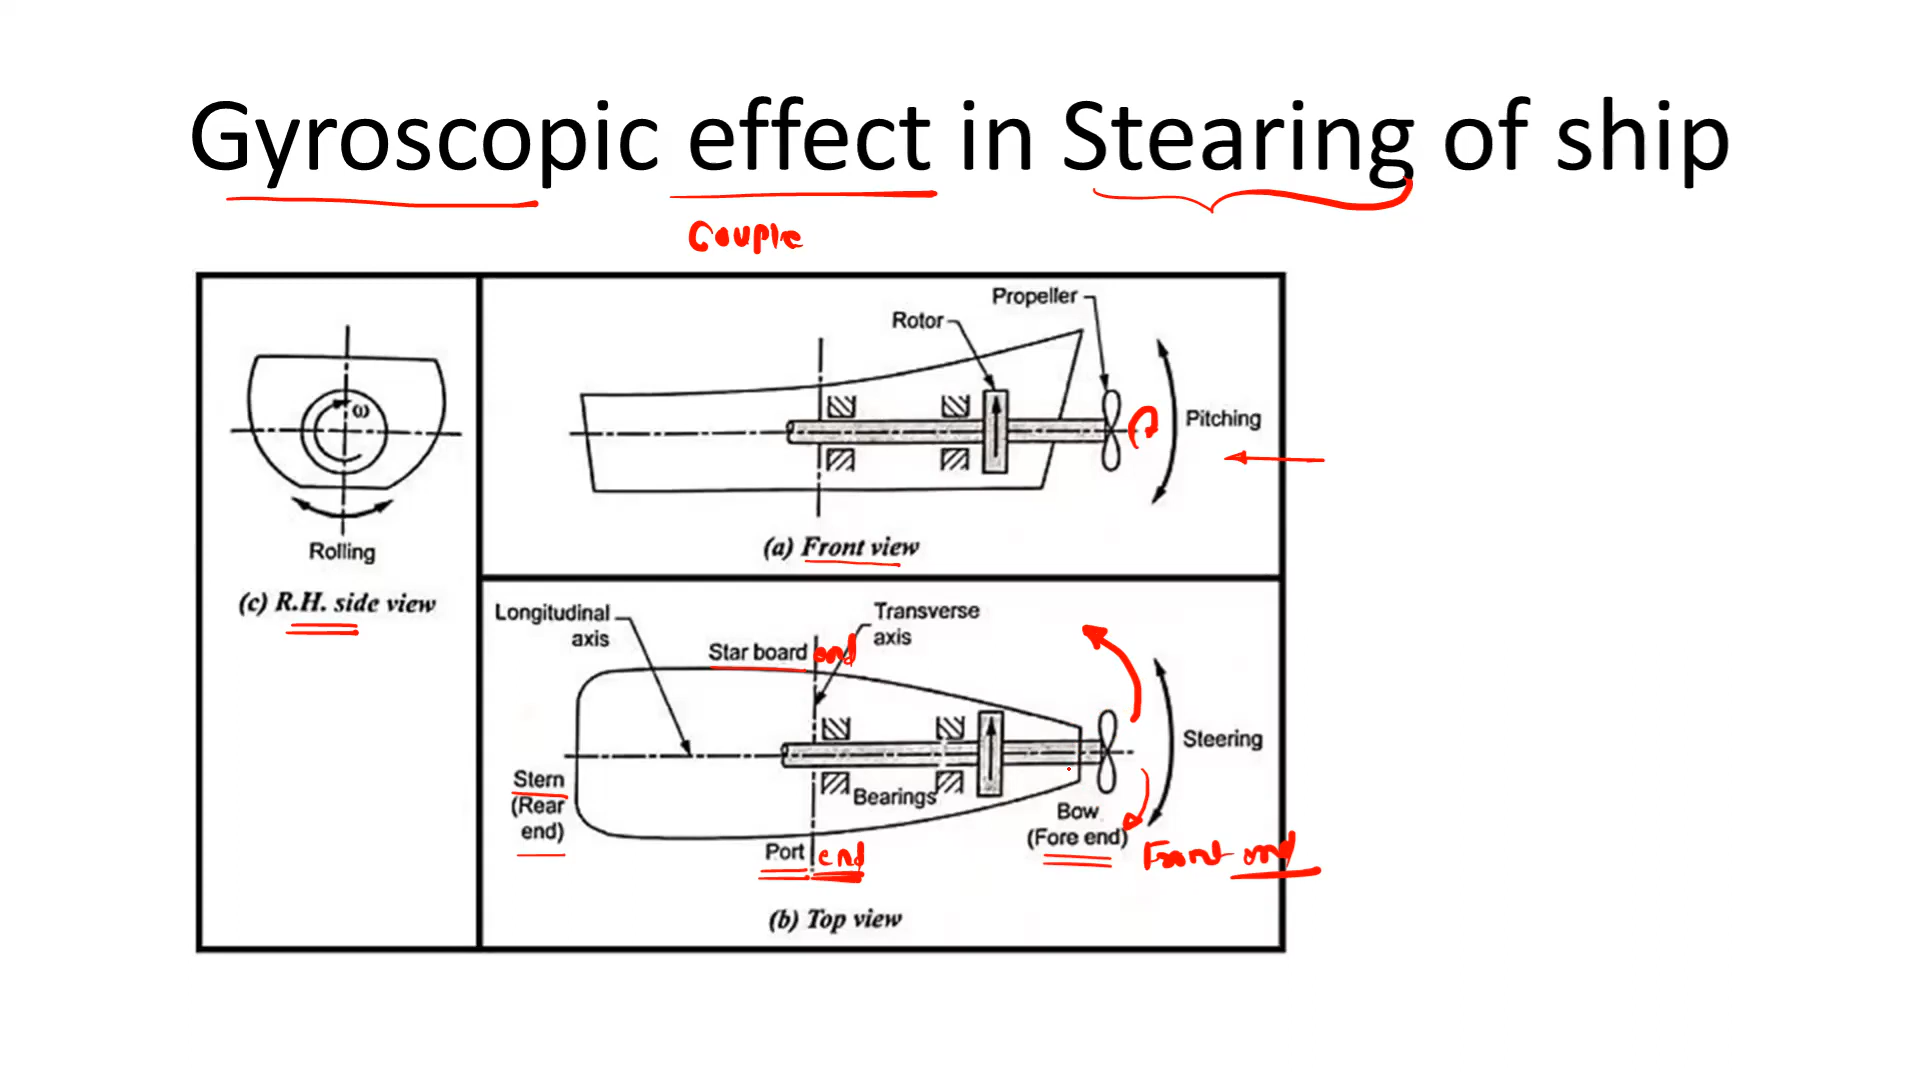 Gyroscopic effect in Stearing of ship
Couple
Propeller
Rotor
Pitching
ω
Rolling
(a) Front view
(c) R.H. side view
Longitudinal
axis
Transverse
axis
Star board end
Steering
Stern
(Rear
end)
Bearings
Bow
(Fore end)
Front end
Port end
(b) Top view